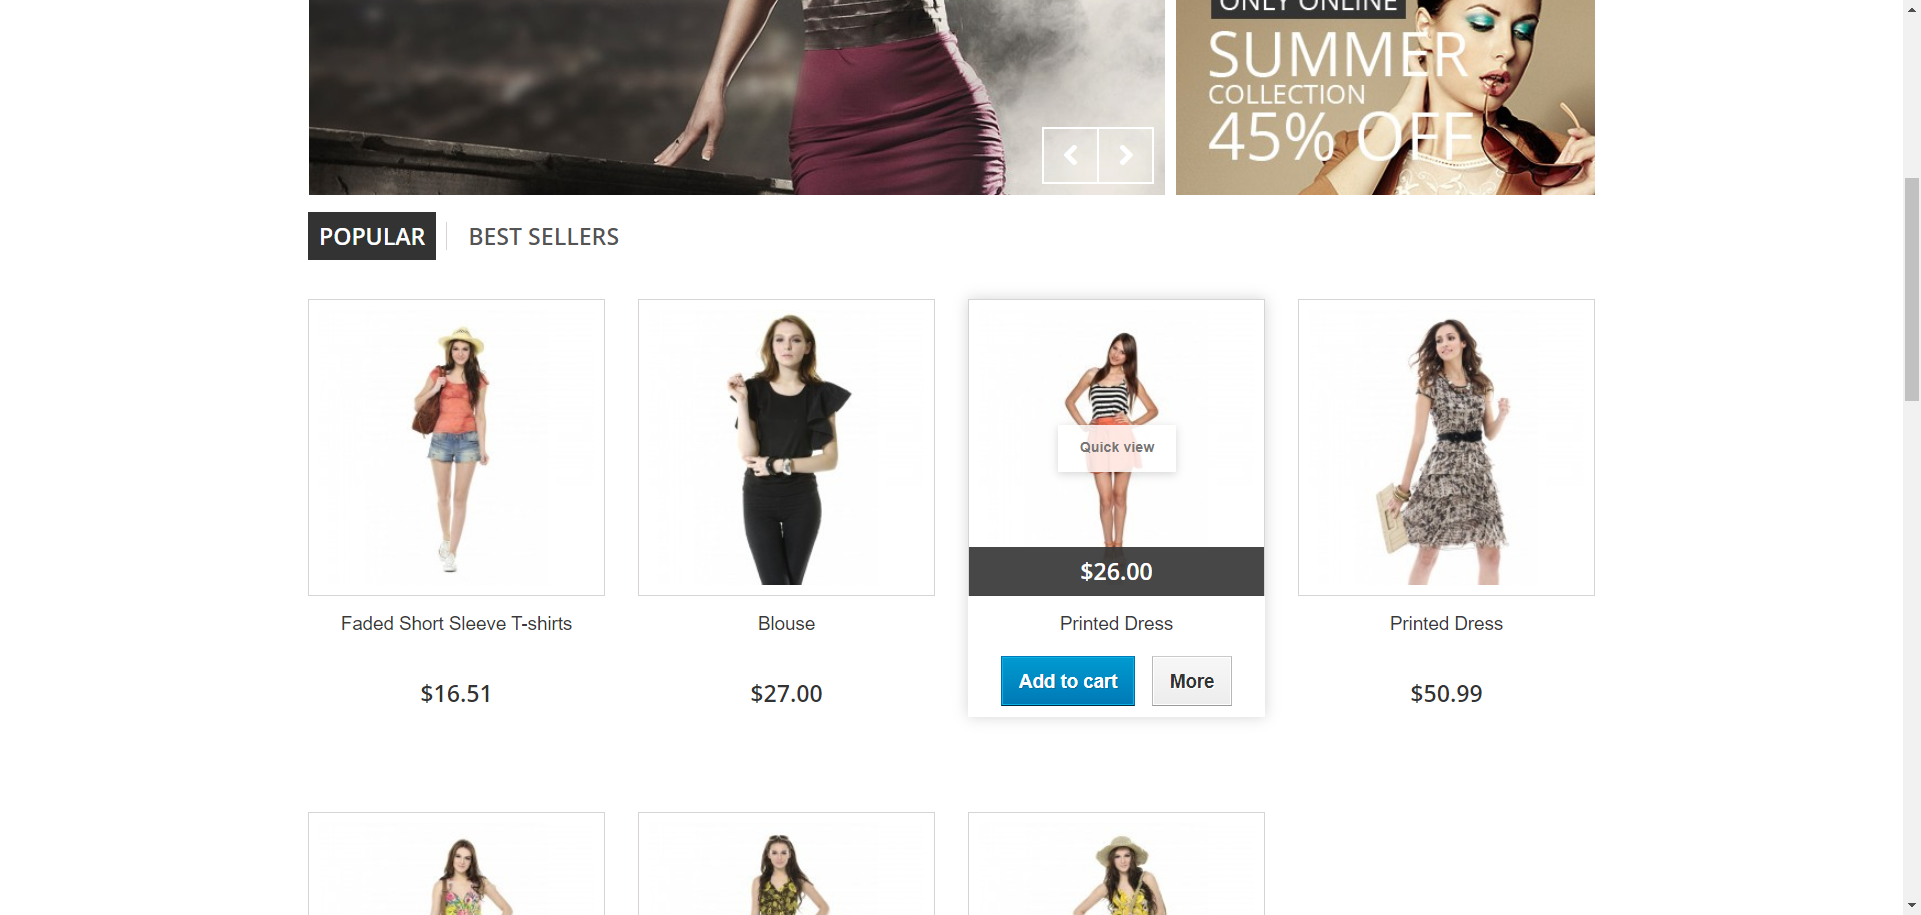 ONLY ONLINE
SUMMER
COLLECTION
45% OFF
POPULAR
BEST SELLERS
Quick view
$26.00
Faded Short Sleeve T-shirts
Blouse
Printed Dress
Printed Dress
Add to cart
More
$16.51
$27.00
$50.99